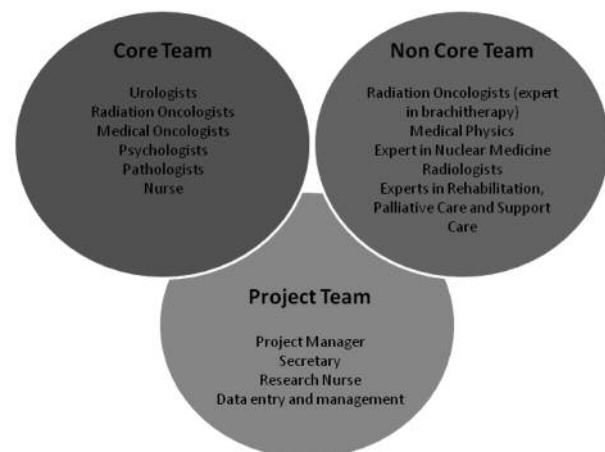 Core Team
Urologists
Radiation Oncologists
Medical Oncologists
Psychologists
Pathologists
Nurse
Non Core Team
Radiation Oncologists (expert
in brachitherapy)
Medical Physics
Expert in Nuclear Medicine
Radiologists
Experts in Rehabilitation,
Palliative Care and Support
Care
Project Team
Project Manager
Secretary
Research Nurse
Data entry and management